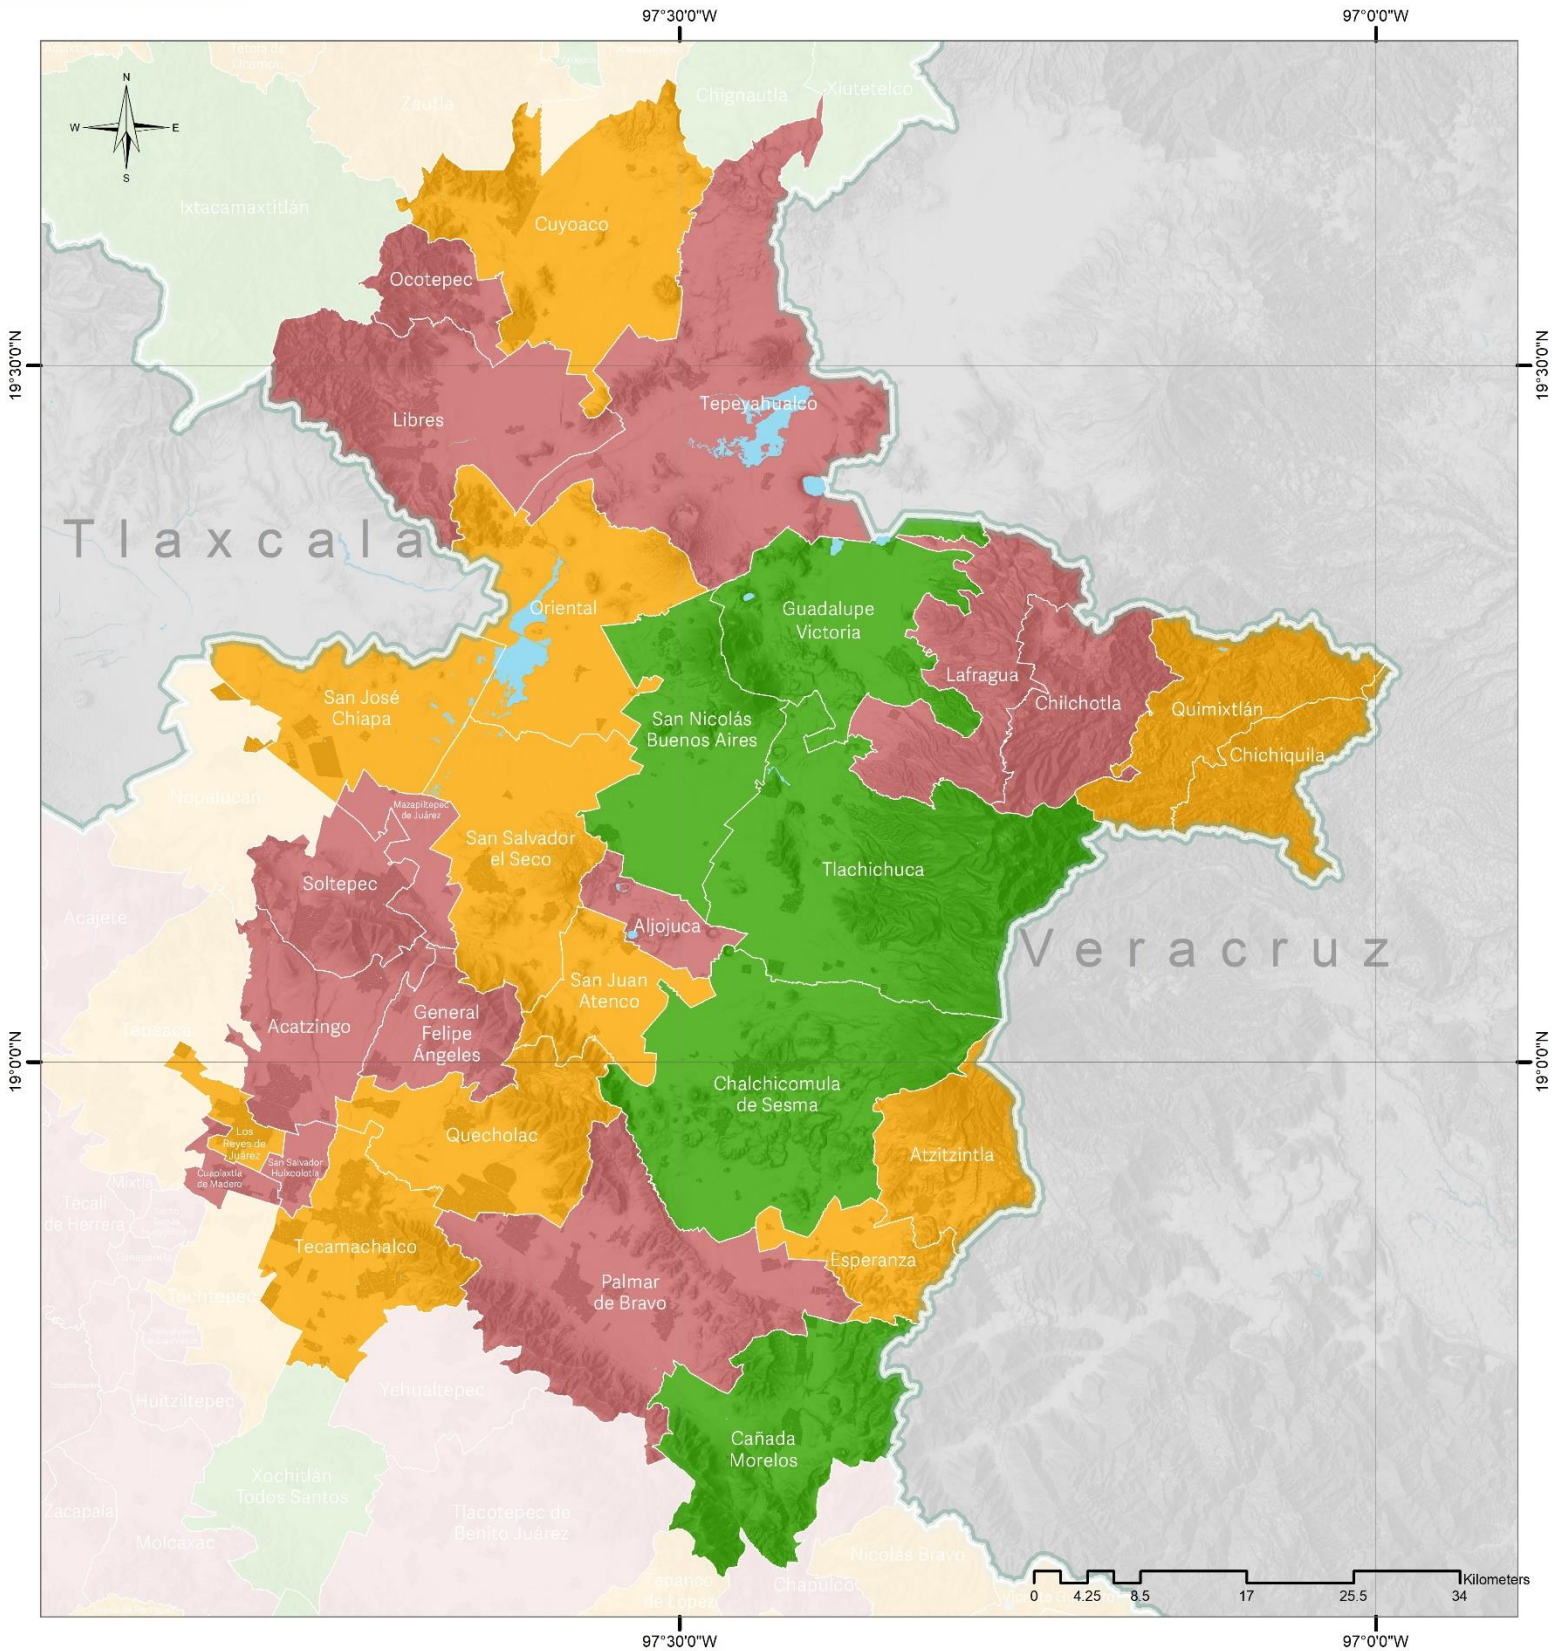 97°30'0"W
97°0'0"W
N
W
E
S
Tetela de
Ocampo
Zautla
Chignautla
Xiutetelco
Ixtacamaxtitlán
Cuyoaco
Ocotepec
19°30'0"N
19°30'0"N
Libres
Tepeyahualco
Tlaxcala
Oriental
Guadalupe
Victoria
Lafragua
Chilchotla
San José
Chiapa
San Nicolás
Buenos Aires
Quimixtlán
Chichiquila
Nopalucan
Mazapiltepec
de Juárez
San Salvador
el Seco
Soltepec
Tlachichuca
Acajete
Aljojuca
Veracruz
San Juan
Atenco
Tepeaca
Acatzingo
General
Felipe
Ángeles
19°0'0"N
19°0'0"N
Chalchicomula
de Sesma
Quecholac
Los
Reyes de
Juárez
San Salvador
Huixcolotla
Cuapiaxtla
de Madero
Atzitzintla
Mixtla
Tecali
de Herrera
Tecamachalco
Esperanza
Palmar
de Bravo
Tochtepec
Huitziltepec
Yehualtepec
Cañada
Morelos
Xochitlán
Todos Santos
Zacapala
Molcaxac
Tlacotepec de
Benito Juárez
Nicolás Bravo
Tepanco
de López
Chapulco
Kilometers
0
4.25
8.5
17
25.5
34
97°30'0"W
97°0'0"W